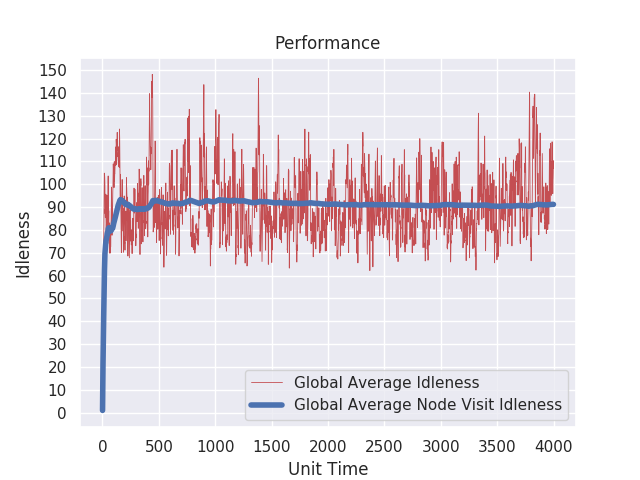 Performance
150
140
130
120
110
100
90
80
70
60
50
40
30
20
10
0
Idleness
Global Average Idleness
Global Average Node Visit Idleness
0 500 1000 1500 2000 2500 3000 3500 4000
Unit Time